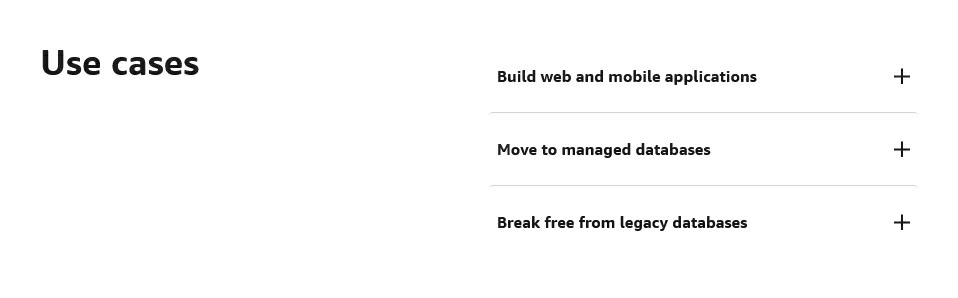 Use cases
Build web and mobile applications
Move to managed databases
Break free from legacy databases